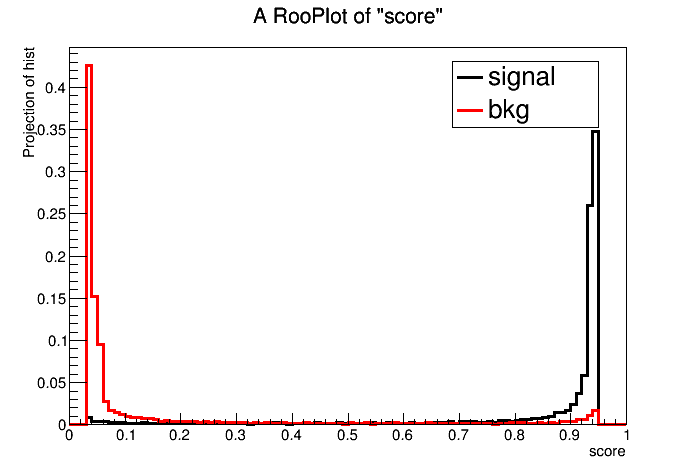 A RooPlot of "score"
Projection of hist
signal
bkg
0.4
0.35
0.3
0.25
0.2
0.15
0.1
0.05
0
0 0.1 0.2 0.3 0.4 0.5 0.6 0.7 0.8 0.9 1
score